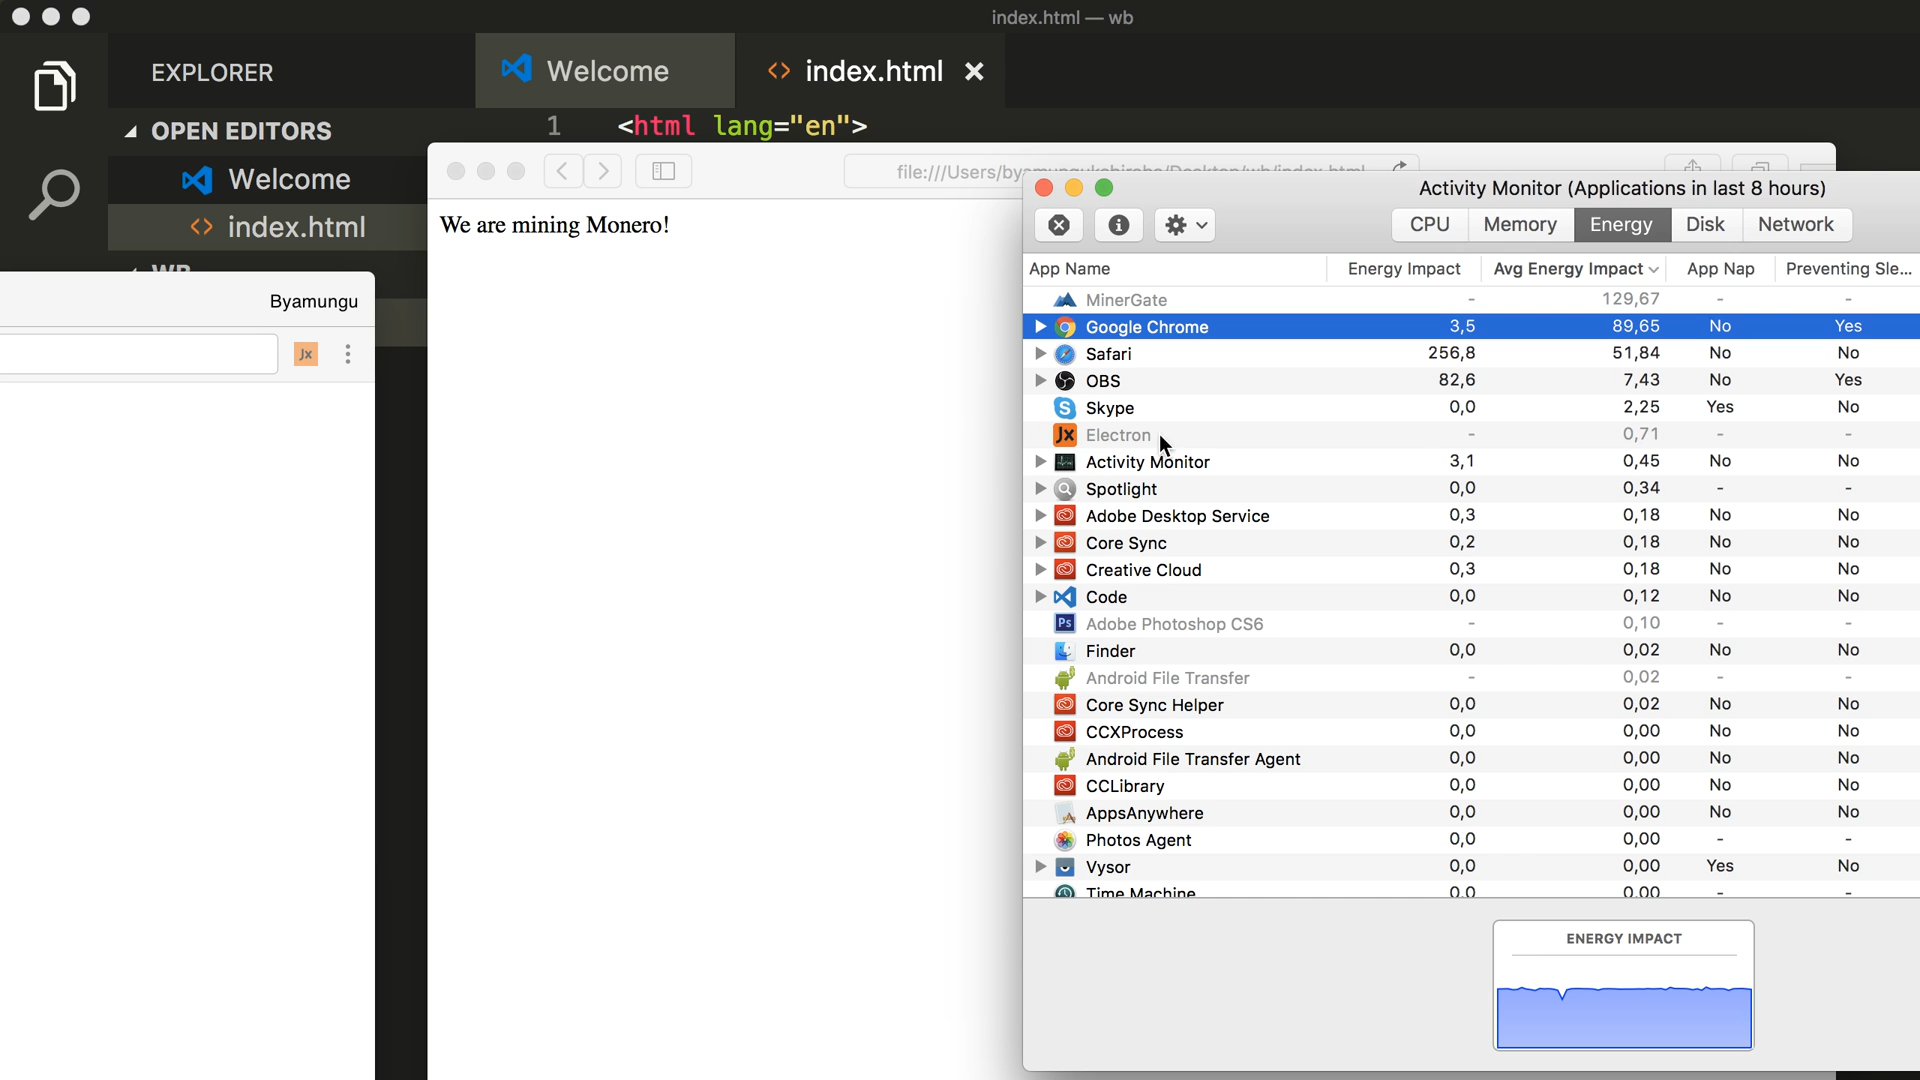 index.html — wb
EXPLORER
Welcome
index.html
OPEN EDITORS
1 <html lang="en">
Welcome
index.html
WB
Byamungu
Jx
We are mining Monero!
Activity Monitor (Applications in last 8 hours)
CPU Memory Energy Disk Network
App Name Energy Impact Avg Energy Impact App Nap Preventing Sle...
MinerGate - 129,67 - -
Google Chrome 3,5 89,65 No Yes
Safari 256,8 51,84 No No
OBS 82,6 7,43 No Yes
Skype 0,0 2,25 Yes No
Jx Electron - 0,71 - -
Activity Monitor 3,1 0,45 No No
Spotlight 0,0 0,34 - -
Adobe Desktop Service 0,3 0,18 No No
Core Sync 0,2 0,18 No No
Creative Cloud 0,3 0,18 No No
Code 0,0 0,12 No No
Ps Adobe Photoshop CS6 - 0,10 - -
Finder 0,0 0,02 No No
Android File Transfer - 0,02 - -
Core Sync Helper 0,0 0,02 No No
CCXProcess 0,0 0,00 No No
Android File Transfer Agent 0,0 0,00 No No
CCLibrary 0,0 0,00 No No
AppsAnywhere 0,0 0,00 No No
Photos Agent 0,0 0,00 - -
Vysor 0,0 0,00 Yes No
Time Machine 0,0 0,00 - -
ENERGY IMPACT